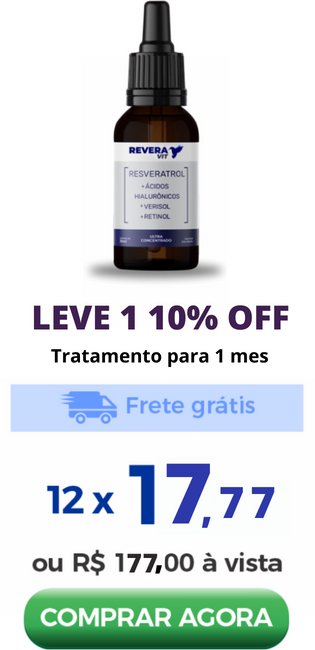 REVERA
VIT
RESVERATROL
+ÁCIDOS
HIALURÔNICOS
+VERISOL
+RETINOL
ULTRA
CONCENTRADO
LEVE 1 10% OFF
Tratamento para 1 mes
Frete grátis
12 x 17,77
ou R$ 177,00 à vista
COMPRAR AGORA